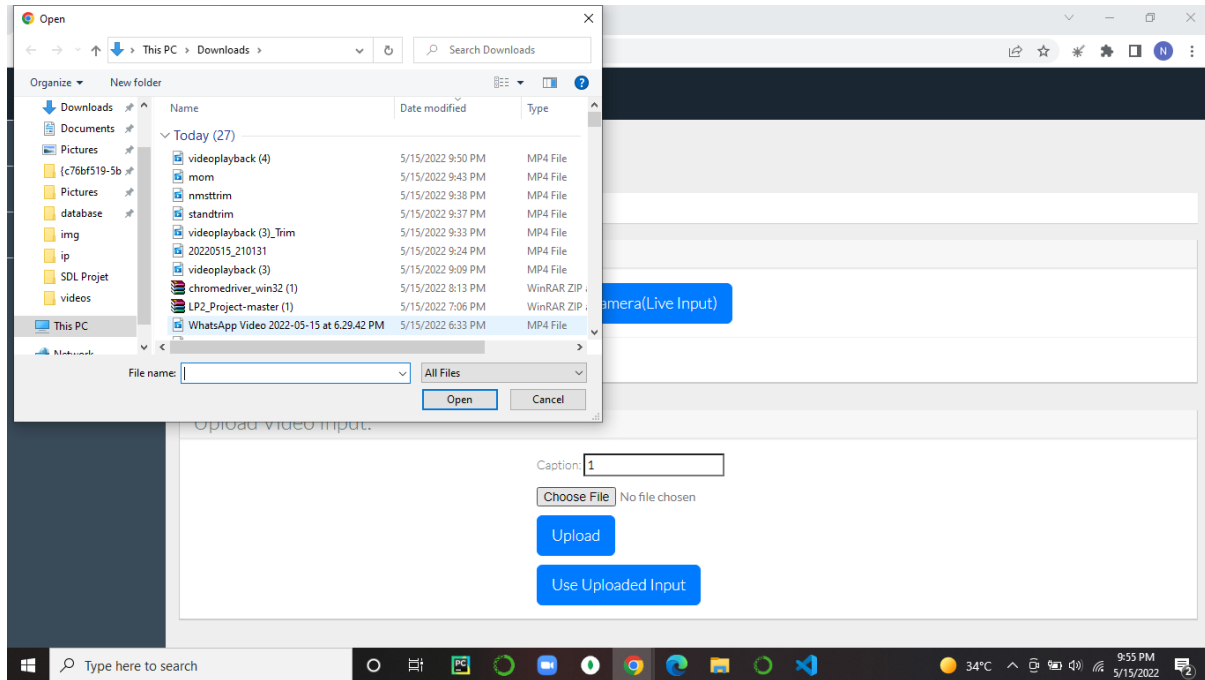 Open
This PC > Downloads >
Search Downloads
Organize
New folder
Name
Date modified
Type
Downloads
Documents
Pictures
{c76bf519-5b
Pictures
database
img
ip
SDL Projet
videos
This PC
Network
Today (27)
videoplayback (4) 5/15/2022 9:50 PM MP4 File
mom 5/15/2022 9:43 PM MP4 File
nmsttrim 5/15/2022 9:38 PM MP4 File
standtrim 5/15/2022 9:37 PM MP4 File
videoplayback (3)_Trim 5/15/2022 9:33 PM MP4 File
20220515_210131 5/15/2022 9:24 PM MP4 File
videoplayback (3) 5/15/2022 9:09 PM MP4 File
chromedriver_win32 (1) 5/15/2022 8:13 PM WinRAR ZIP
LP2_Project-master (1) 5/15/2022 7:06 PM WinRAR ZIP
WhatsApp Video 2022-05-15 at 6.29.42 PM 5/15/2022 6:33 PM MP4 File
File name:
All Files
Open
Cancel
N
amera(Live Input)
Upload Video Input:
Caption: 1
Choose File No file chosen
Upload
Use Uploaded Input
Type here to search
34°C
9:55 PM
5/15/2022
2